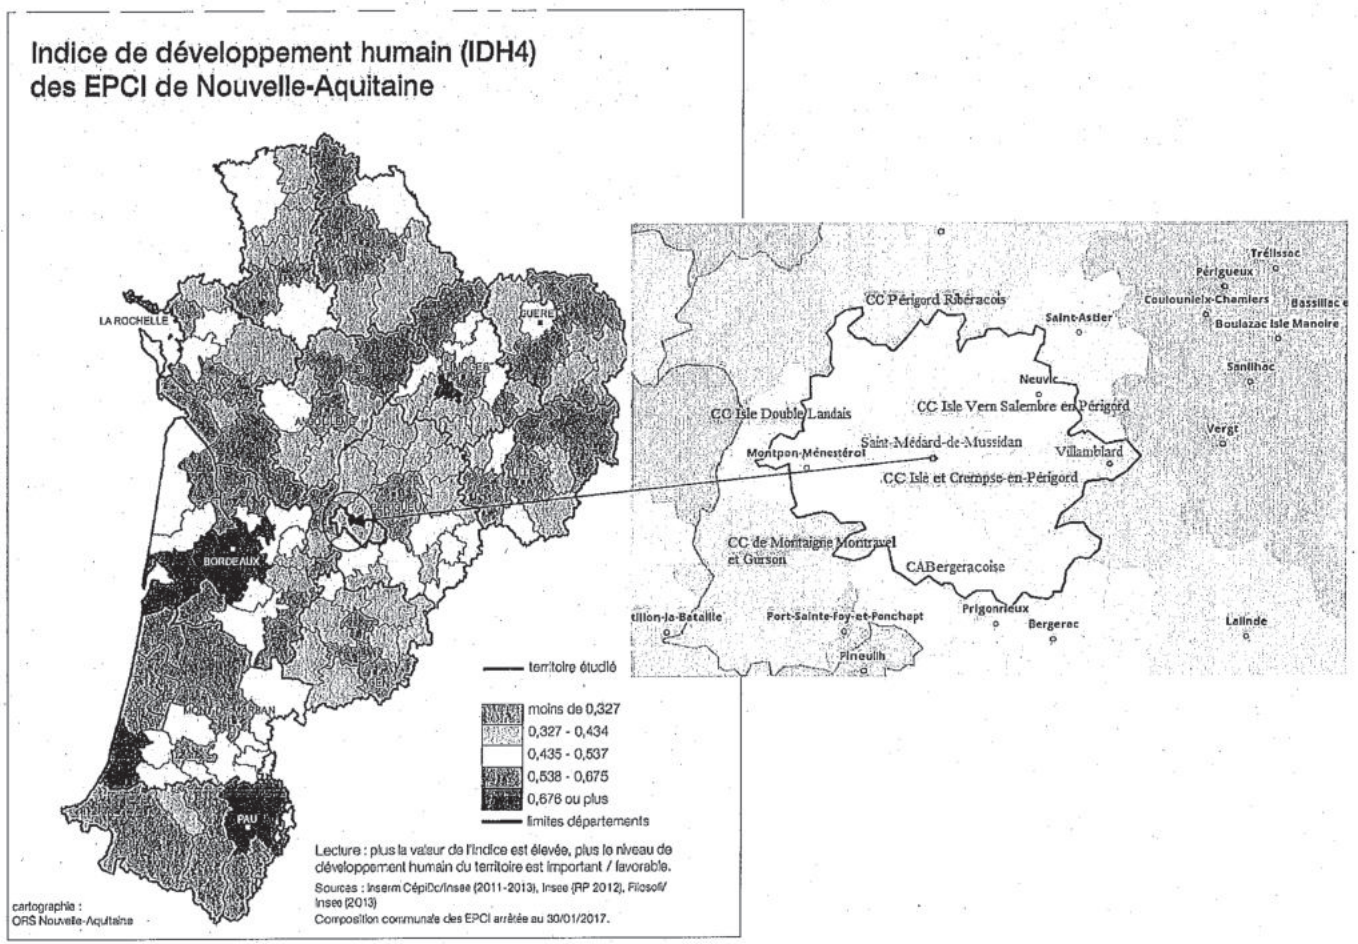 Indice de développement humain (IDH4)
des EPCI de Nouvelle-Aquitaine
LA ROCHELLE
GUERET
LIMOGES
BORDEAUX
MONT DE MARSAN
PAU
territoire étudié
moins de 0,327
0,327 - 0,434
0,435 - 0,537
0,538 - 0,675
0,676 ou plus
limites départements
Lecture : plus la valeur de l'indice est élevée, plus le niveau de
développement humain du territoire est important / favorable.
Sources : Inserm CépiDc/Insee (2011-2013), Insee (RP 2012), Filosofi/
Insee (2013)
Composition communale des EPCI arrêtée au 30/01/2017.
cartographie :
ORS Nouvelle-Aquitaine
Trélissac
Périgueux
CC Périgord Ribéracois
Coulounieix-Chamiers
Bassillac e
Saint-Astier
Boulazac Isle Manoire
Sanilhac
Neuvic
CC Isle Double Landais
CC Isle Vern Salembre en Périgord
Vergt
Saint-Médard-de-Mussidan
Montpon-Ménestérol
Villamblard
CC Isle et Crempse-en-Périgord
CC de Montaigne Montravel
et Gurson
CABergeracoise
Prigonrieux
tillon-la-Bataille
Port-Sainte-Foy-et-Ponchapt
Bergerac
Lalinde
Pineuilh